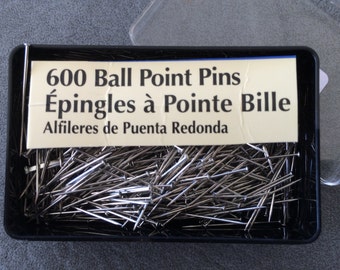 600 Ball Point Pins
Épingles à Pointe Bille
Alfileres de Puenta Redonda